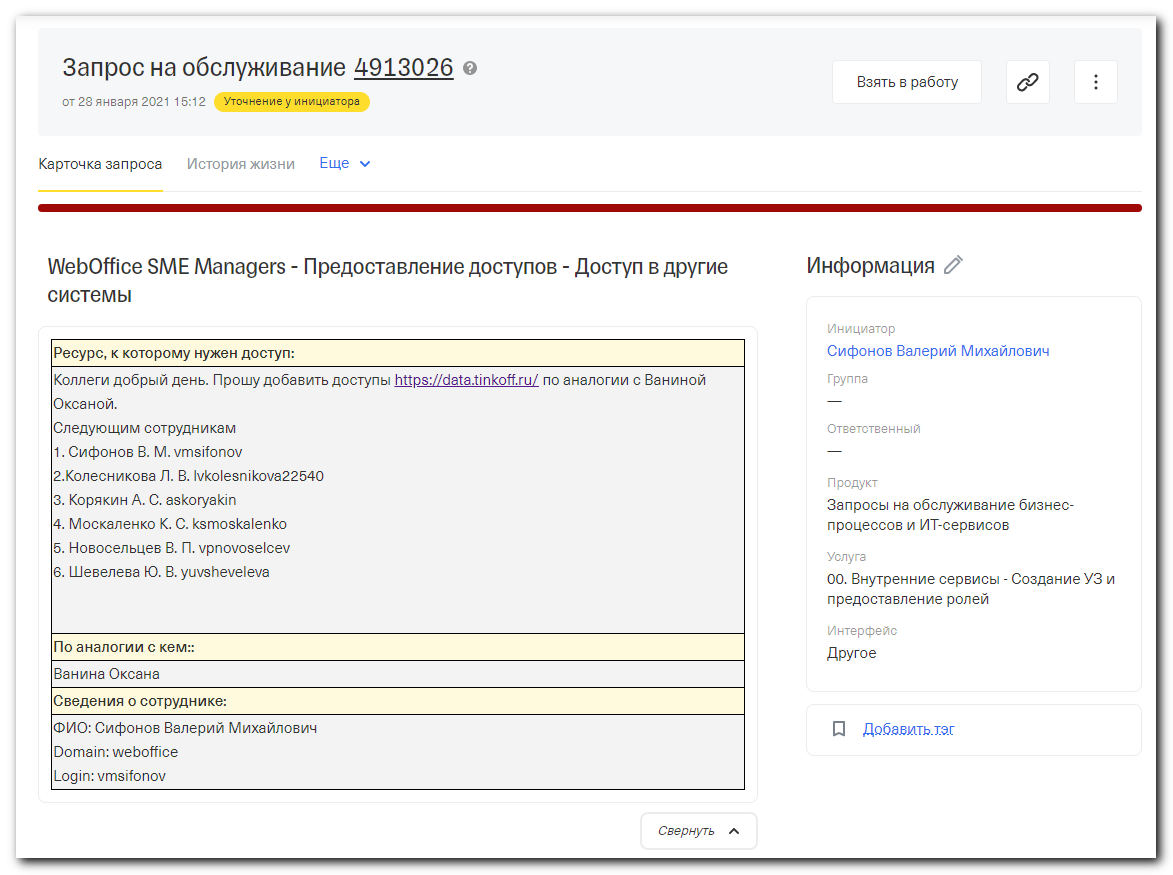 Запрос на обслуживание 4913026
от 28 января 2021 15:12 Уточнение у инициатора
Взять в работу
Карточка запроса История жизни Еще
WebOffice SME Managers - Предоставление доступов - Доступ в другие
системы
Ресурс, к которому нужен доступ:
Коллеги добрый день. Прошу добавить доступы https://data.tinkoff.ru/ по аналогии с Ваниной
Оксаной.
Следующим сотрудникам
1. Сифонов В. М. vmsifonov
2.Колесникова Л. В. lvkolesnikova22540
3. Корякин А. С. askoryakin
4. Москаленко К. С. ksmoskalenko
5. Новосельцев В. П. vpnovoselcev
6. Шевелева Ю. В. yuvsheveleva
По аналогии с кем::
Ванина Оксана
Сведения о сотруднике:
ФИО: Сифонов Валерий Михайлович
Domain: weboffice
Login: vmsifonov
Свернуть
Информация
Инициатор
Сифонов Валерий Михайлович
Группа
—
Ответственный
—
Продукт
Запросы на обслуживание бизнес-
процессов и ИТ-сервисов
Услуга
00. Внутренние сервисы - Создание УЗ и
предоставление ролей
Интерфейс
Другое
Добавить тэг